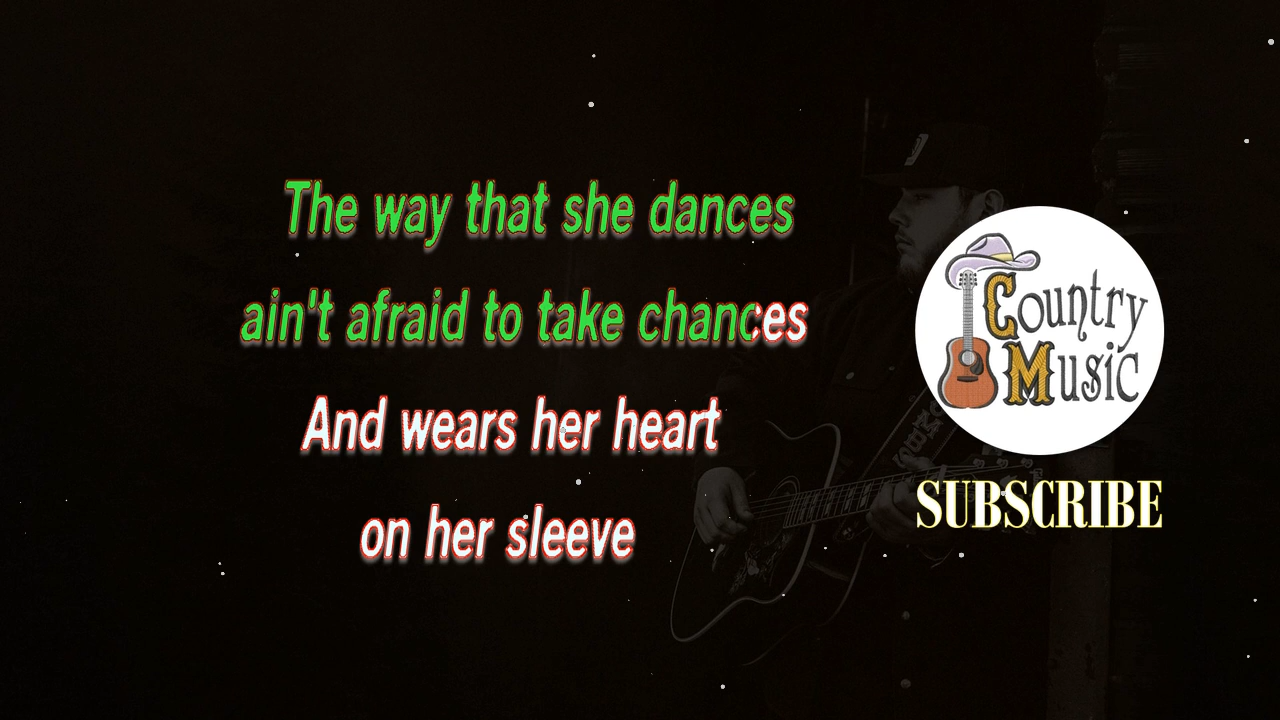 The way that she dances
ain't afraid to take chances
And wears her heart
on her sleeve
Country
Music
SUBSCRIBE